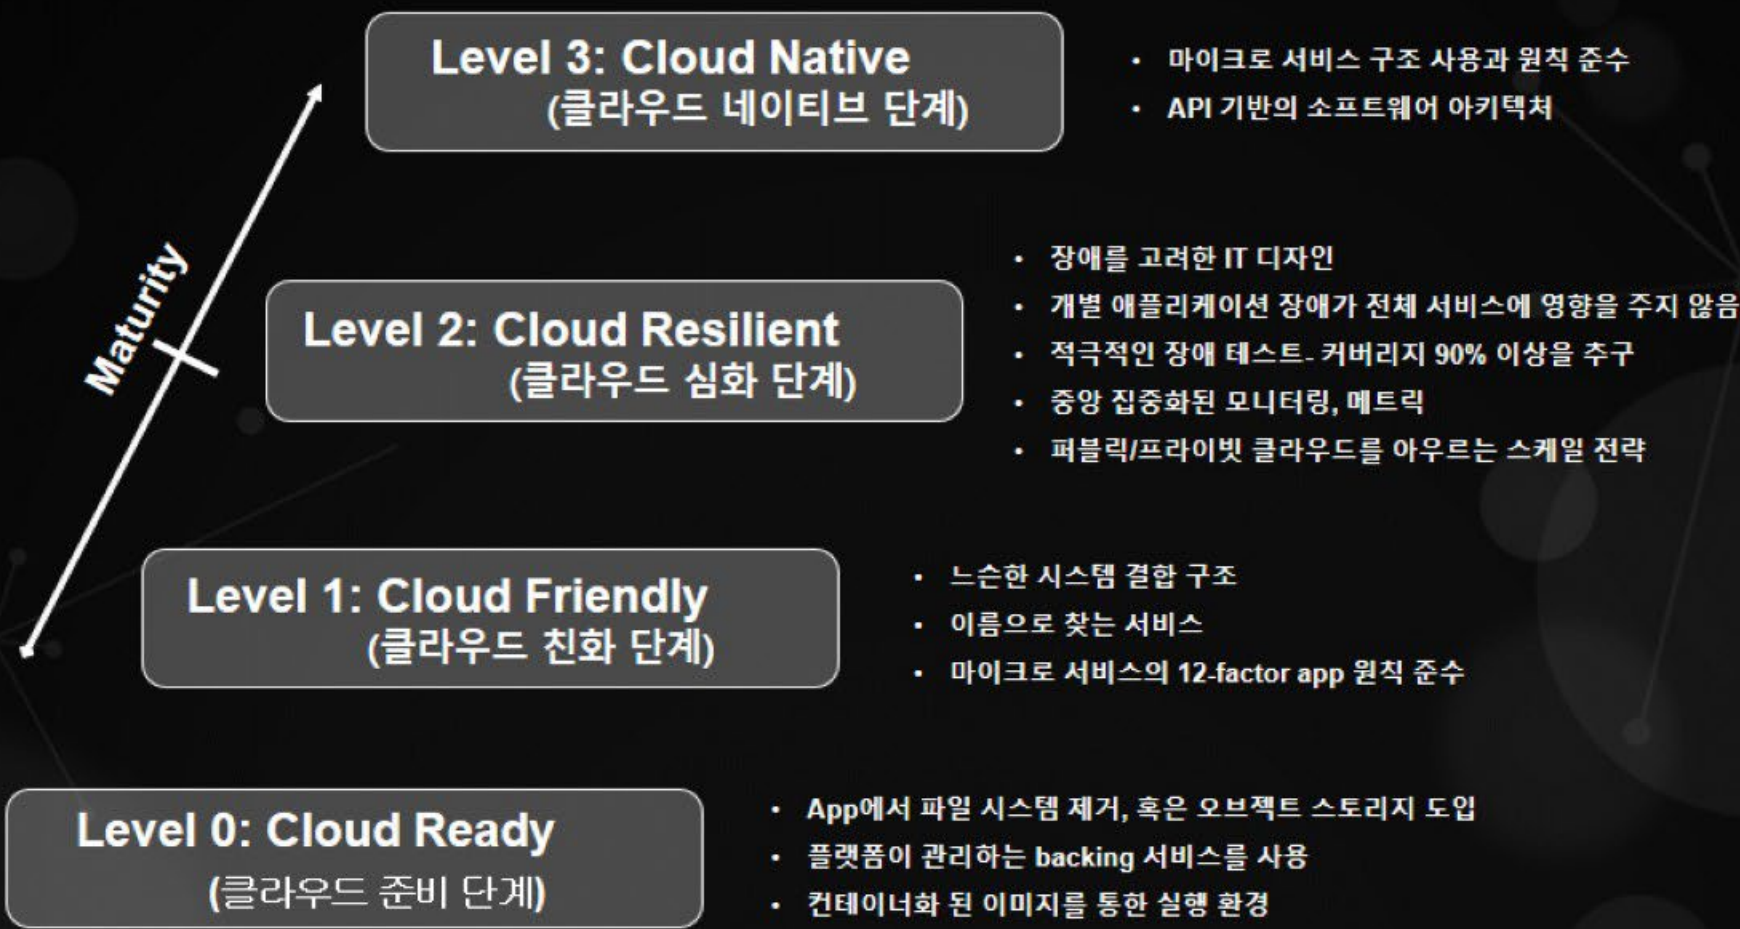 Level 3: Cloud Native
(클라우드 네이티브 단계)
• 마이크로 서비스 구조 사용과 원칙 준수
• API 기반의 소프트웨어 아키텍처
Maturity
Level 2: Cloud Resilient
(클라우드 심화 단계)
• 장애를 고려한 IT 디자인
• 개별 애플리케이션 장애가 전체 서비스에 영향을 주지 않음
• 적극적인 장애 테스트- 커버리지 90% 이상을 추구
• 중앙 집중화된 모니터링, 메트릭
• 퍼블릭/프라이빗 클라우드를 아우르는 스케일 전략
Level 1: Cloud Friendly
(클라우드 친화 단계)
• 느슨한 시스템 결합 구조
• 이름으로 찾는 서비스
• 마이크로 서비스의 12-factor app 원칙 준수
Level 0: Cloud Ready
(클라우드 준비 단계)
• App에서 파일 시스템 제거, 혹은 오브젝트 스토리지 도입
• 플랫폼이 관리하는 backing 서비스를 사용
• 컨테이너화 된 이미지를 통한 실행 환경